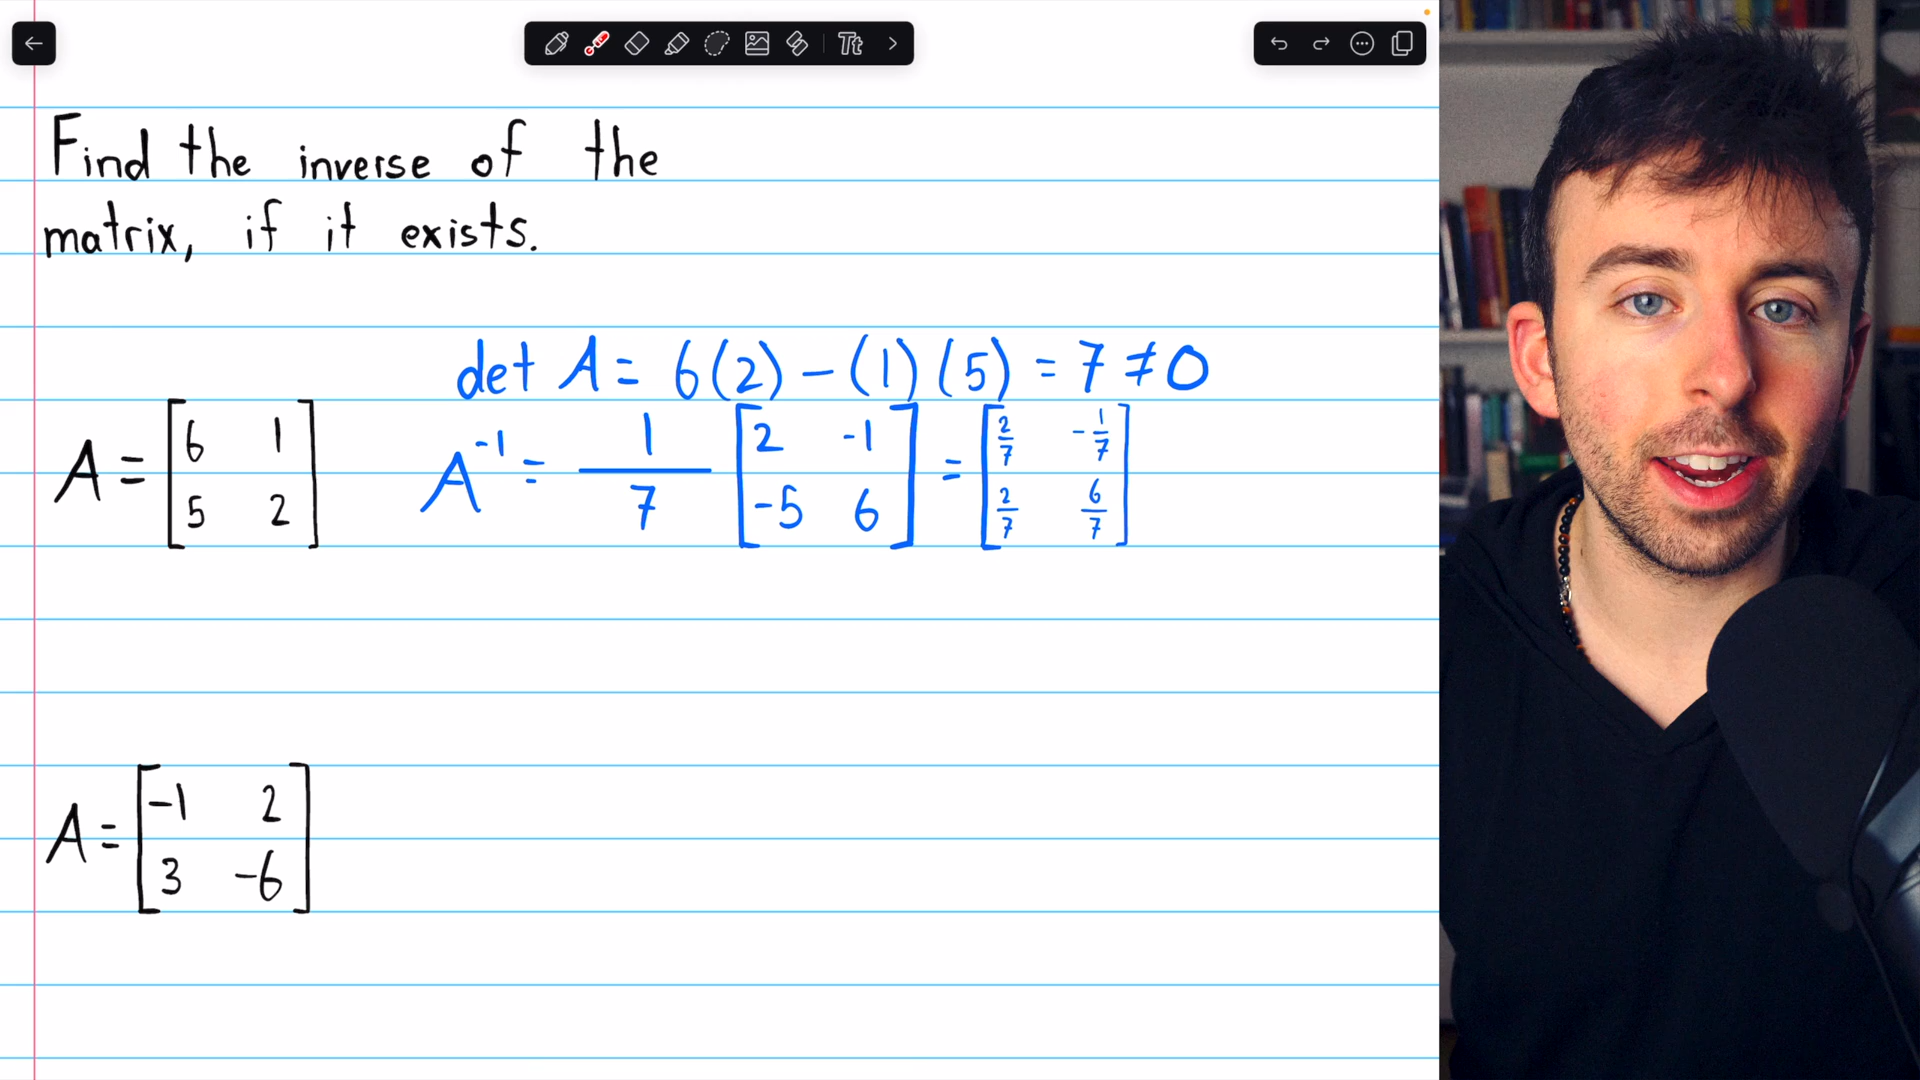 Tt
Find the inverse of the
matrix, if it exists.
det A = 6(2) - (1)(5) = 7 ≠ 0
A = [6 1; 5 2] A^-1 = 1/7 [2 -1; -5 6] = [2/7 -1/7; 2/7 6/7]
A = [-1 2; 3 -6]